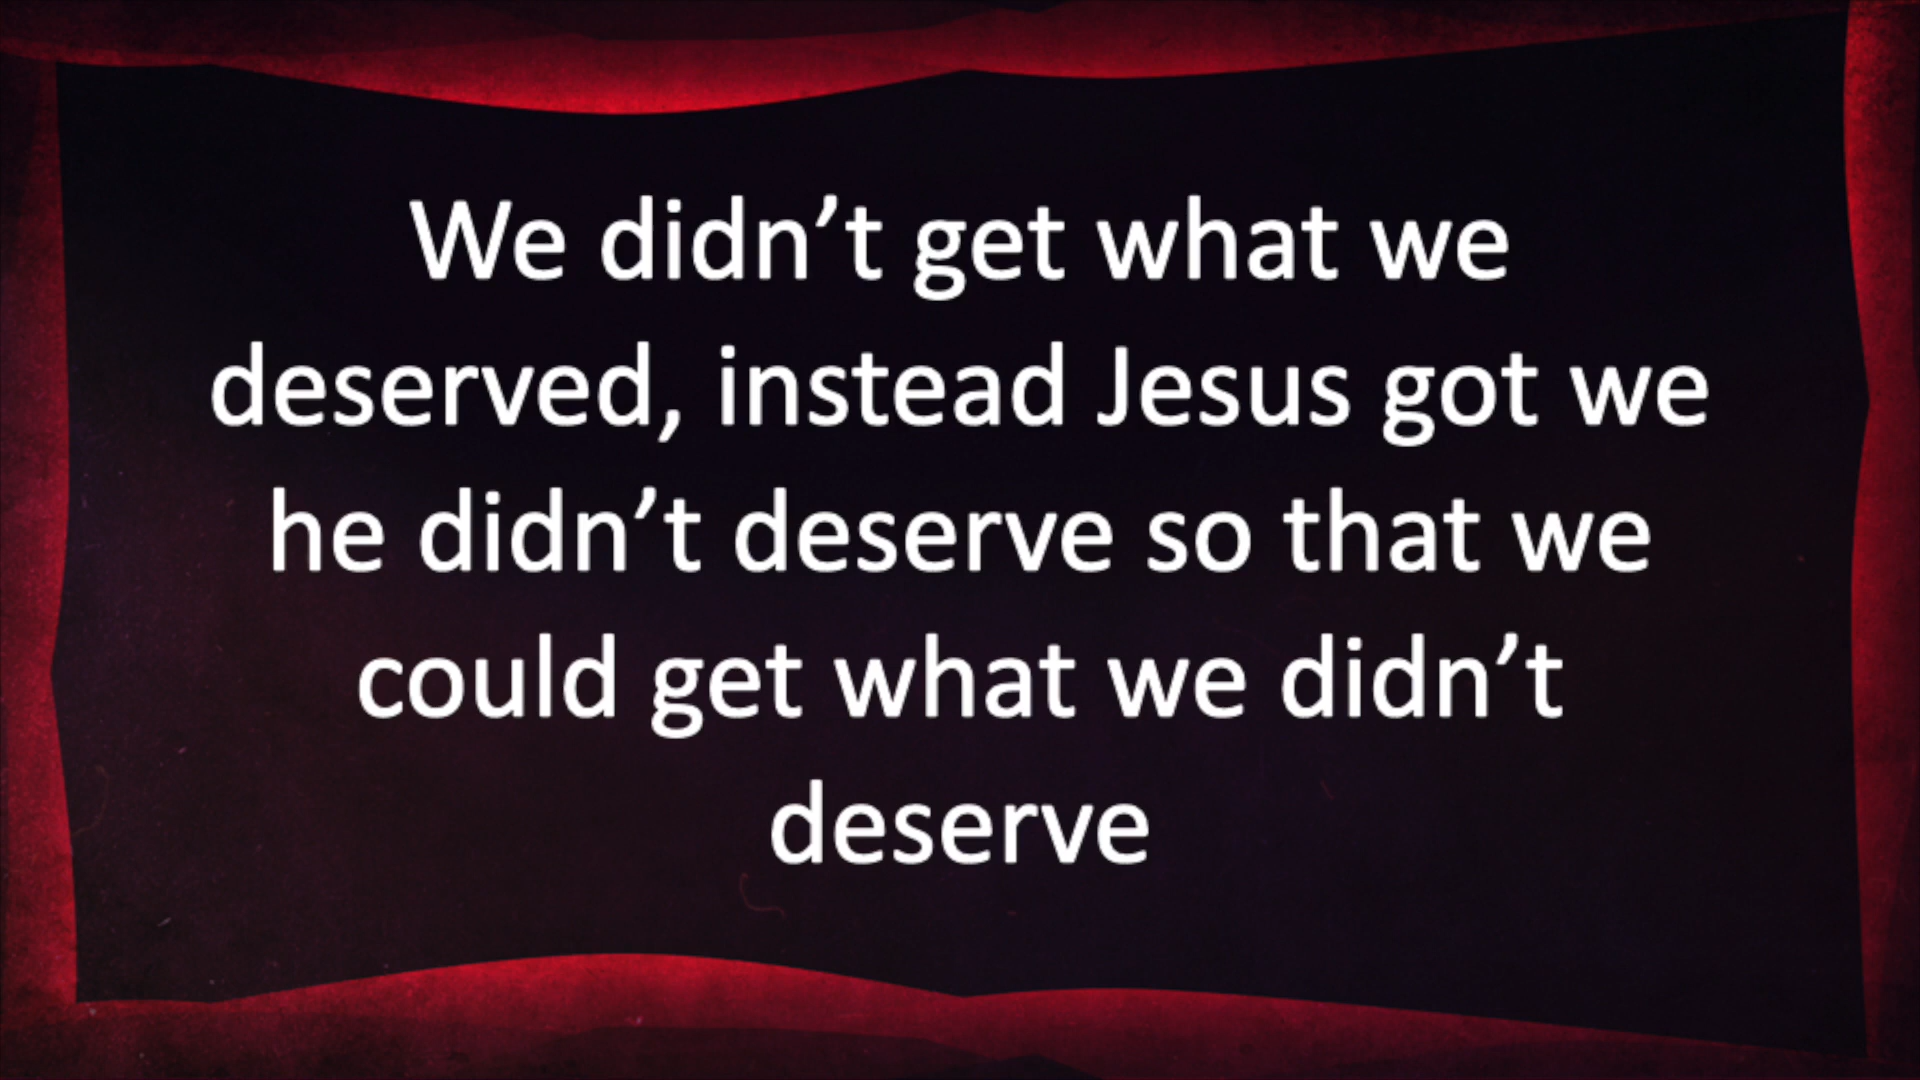 We didn’t get what we
deserved, instead Jesus got we
he didn’t deserve so that we
could get what we didn’t
deserve